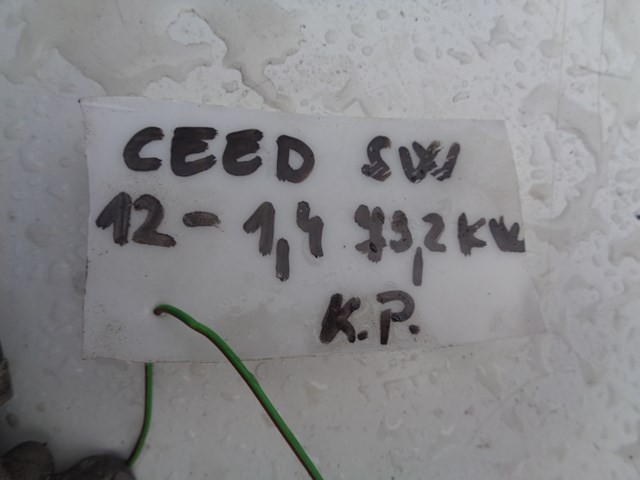 CEED SW
12- 1,4 73,2 KW
K.P.